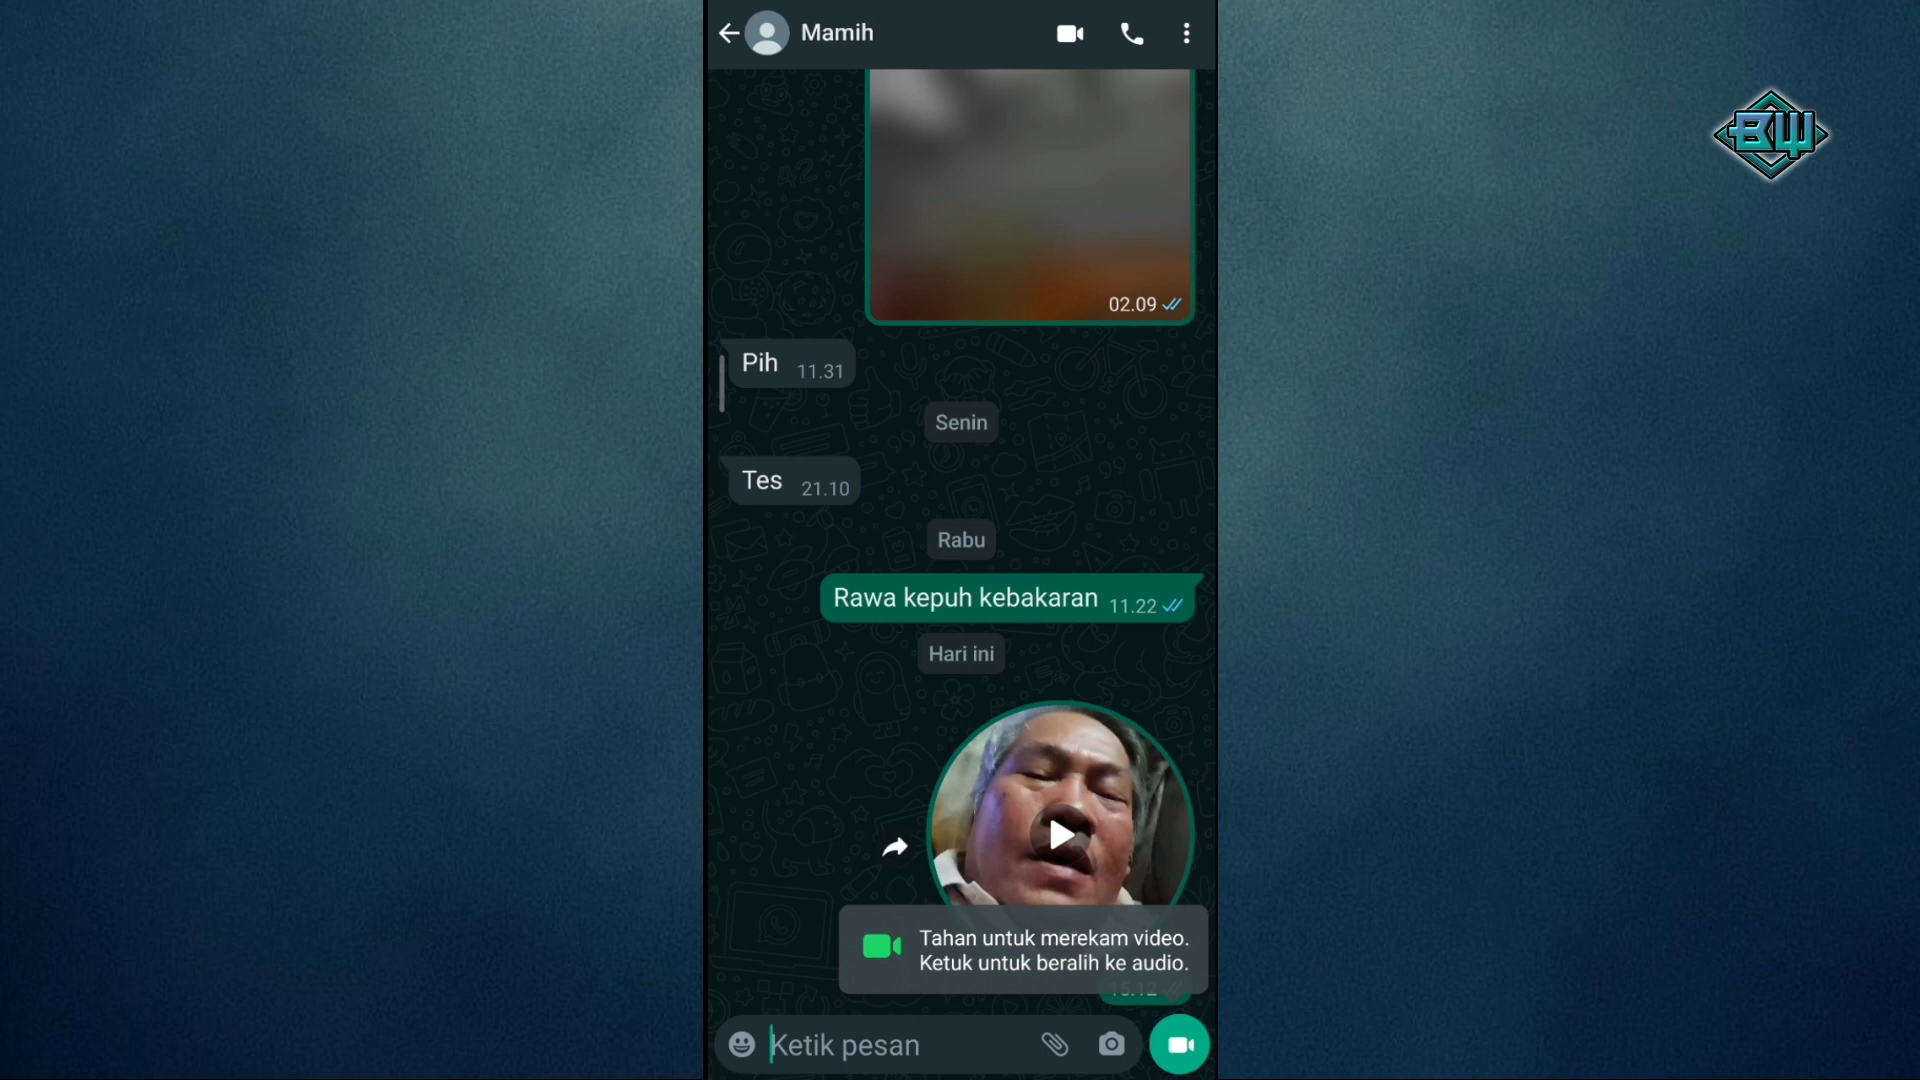 Mamih
BW
02.09
Pih 11.31
Senin
Tes 21.10
Rabu
Rawa kepuh kebakaran 11.22
Hari ini
Tahan untuk merekam video.
Ketuk untuk beralih ke audio.
Ketik pesan